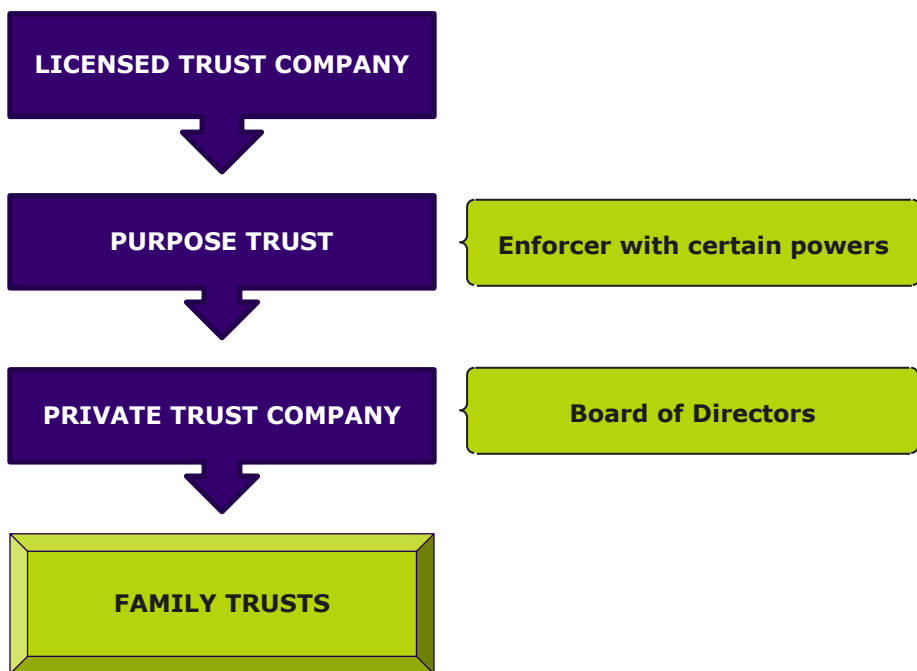 LICENSED TRUST COMPANY
PURPOSE TRUST
Enforcer with certain powers
PRIVATE TRUST COMPANY
Board of Directors
FAMILY TRUSTS